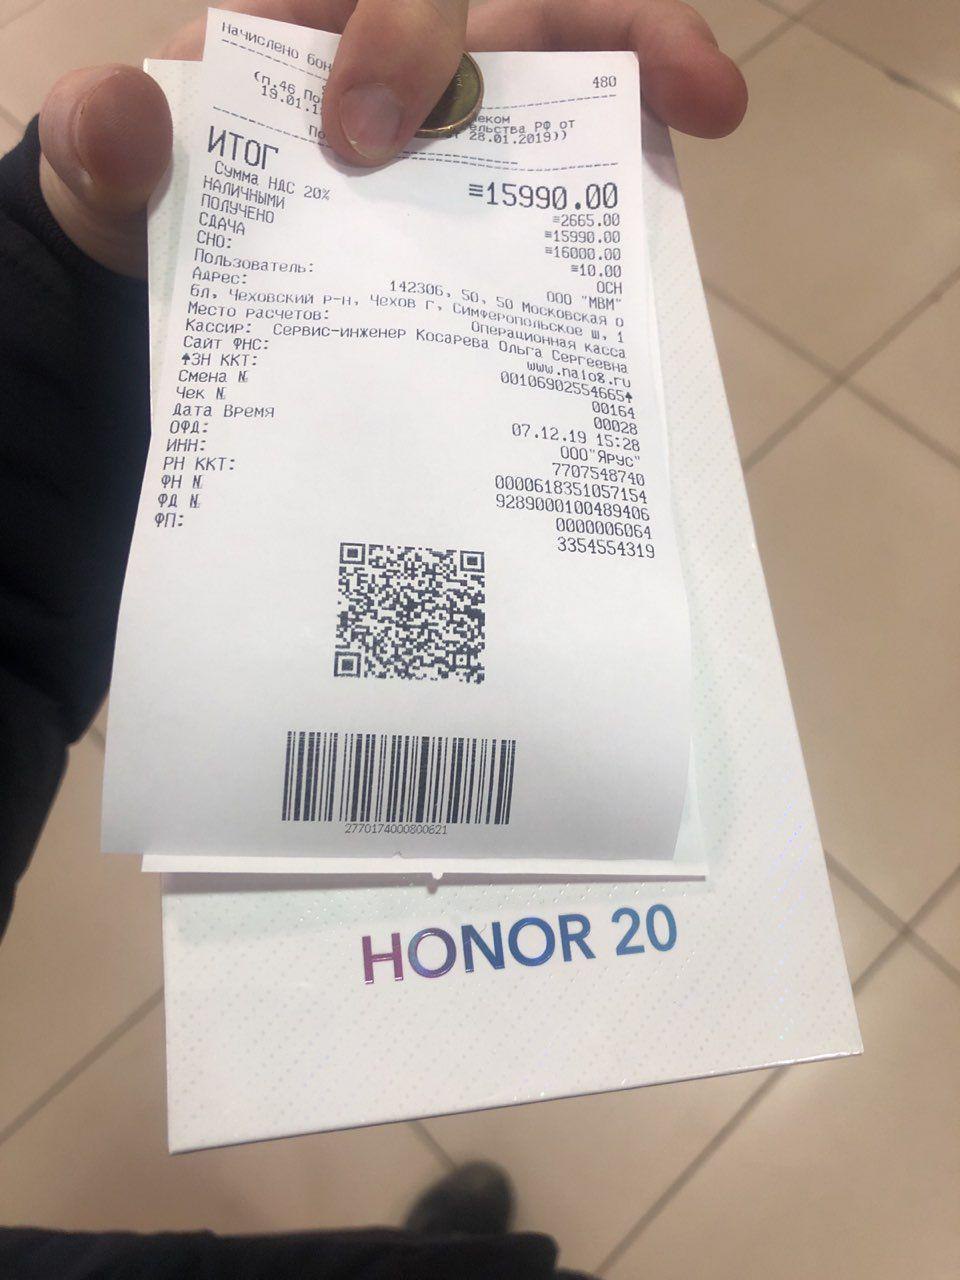 Начислено бон 480
(п.46 По еком
19.01.1 ельства РФ от
По от 28.01.2019))
ИТОГ ≡15990.00
Сумма НДС 20% ≡2665.00
НАЛИЧНЫМИ ≡15990.00
ПОЛУЧЕНО ≡16000.00
СДАЧА ≡10.00
СНО: ОСН
Пользователь: ООО "МВМ"
Адрес: 142306, 50, 50 Московская о
бл, Чеховский р-н, Чехов г, Симферопольское ш, 1
Место расчетов: Операционная касса
Кассир: Сервис-инженер Косарева Ольга Сергеевна
Сайт ФНС: www.nalog.ru
↑ЗН ККТ: 00106902554665↑
Смена № 00164
Чек № 00028
Дата Время 07.12.19 15:28
ОФД: ООО"Ярус"
ИНН: 7707548740
РН ККТ: 0000618351057154
ФН № 9289000100489406
ФД № 0000006064
ФП: 3354554319
2770174000800621
HONOR 20